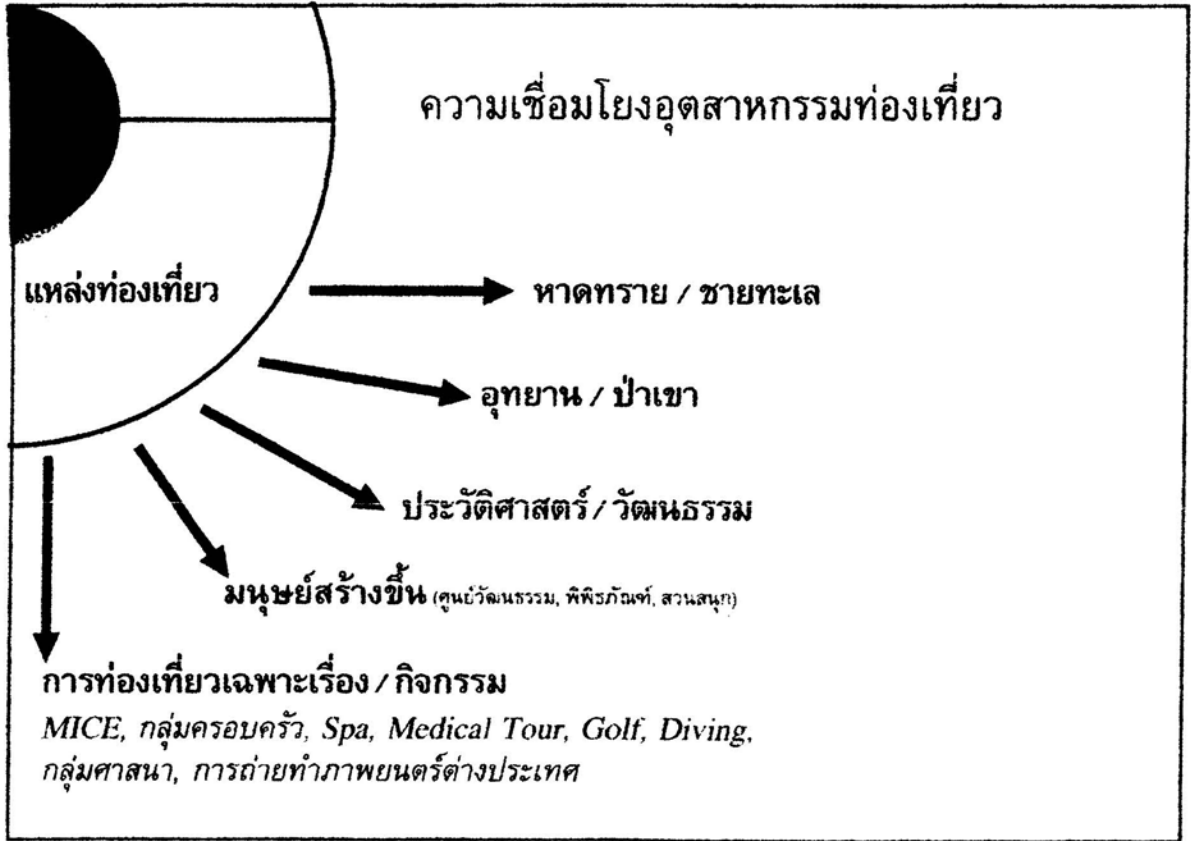 ความเชื่อมโยงอุตสาหกรรมท่องเที่ยว
แหล่งท่องเที่ยว
หาดทราย / ชายทะเล
อุทยาน / ป่าเขา
ประวัติศาสตร์ / วัฒนธรรม
มนุษย์สร้างขึ้น (ศูนย์วัฒนธรรม, พิพิธภัณฑ์, สวนสนุก)
การท่องเที่ยวเฉพาะเรื่อง / กิจกรรม
MICE, กลุ่มครอบครัว, Spa, Medical Tour, Golf, Diving,
กลุ่มศาสนา, การถ่ายทำภาพยนตร์ต่างประเทศ